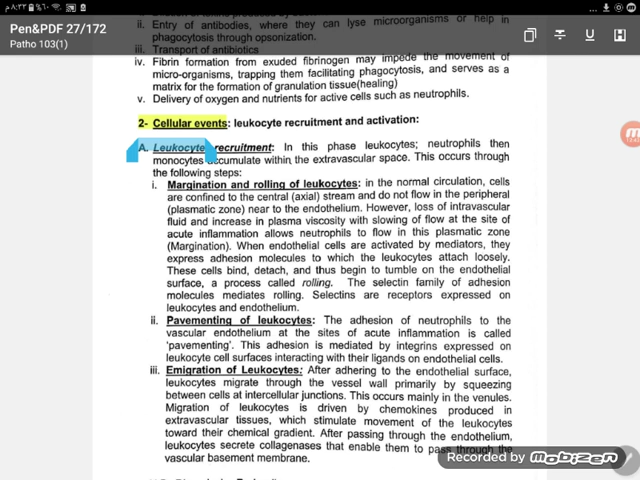 م ٨:٢٣ ٪٦٠
Pen&PDF 27/172
Patho 103(1)
ii. Entry of antibodies, where they can lyse microorganisms or help in
phagocytosis through opsonization.
iii. Transport of antibiotics
iv. Fibrin formation from exuded fibrinogen may impede the movement of
micro-organisms, trapping them facilitating phagocytosis, and serves as a
matrix for the formation of granulation tissue(healing)
v. Delivery of oxygen and nutrients for active cells such as neutrophils.
2- Cellular events: leukocyte recruitment and activation:
A. Leukocyte recruitment: In this phase leukocytes; neutrophils then
monocytes accumulate within the extravascular space. This occurs through
the following steps:
i. Margination and rolling of leukocytes: in the normal circulation, cells
are confined to the central (axial) stream and do not flow in the peripheral
(plasmatic zone) near to the endothelium. However, loss of intravascular
fluid and increase in plasma viscosity with slowing of flow at the site of
acute inflammation allows neutrophils to flow in this plasmatic zone
(Margination). When endothelial cells are activated by mediators, they
express adhesion molecules to which the leukocytes attach loosely.
These cells bind, detach, and thus begin to tumble on the endothelial
surface, a process called rolling. The selectin family of adhesion
molecules mediates rolling. Selectins are receptors expressed on
leukocytes and endothelium.
ii. Pavementing of leukocytes: The adhesion of neutrophils to the
vascular endothelium at the sites of acute inflammation is called
'pavementing'. This adhesion is mediated by integrins expressed on
leukocyte cell surfaces interacting with their ligands on endothelial cells.
iii. Emigration of Leukocytes: After adhering to the endothelial surface,
leukocytes migrate through the vessel wall primarily by squeezing
between cells at intercellular junctions. This occurs mainly in the venules.
Migration of leukocytes is driven by chemokines produced in
extravascular tissues, which stimulate movement of the leukocytes
toward their chemical gradient. After passing through the endothelium,
leukocytes secrete collagenases that enable them to pass through the
vascular basement membrane.
Recorded by mobizen